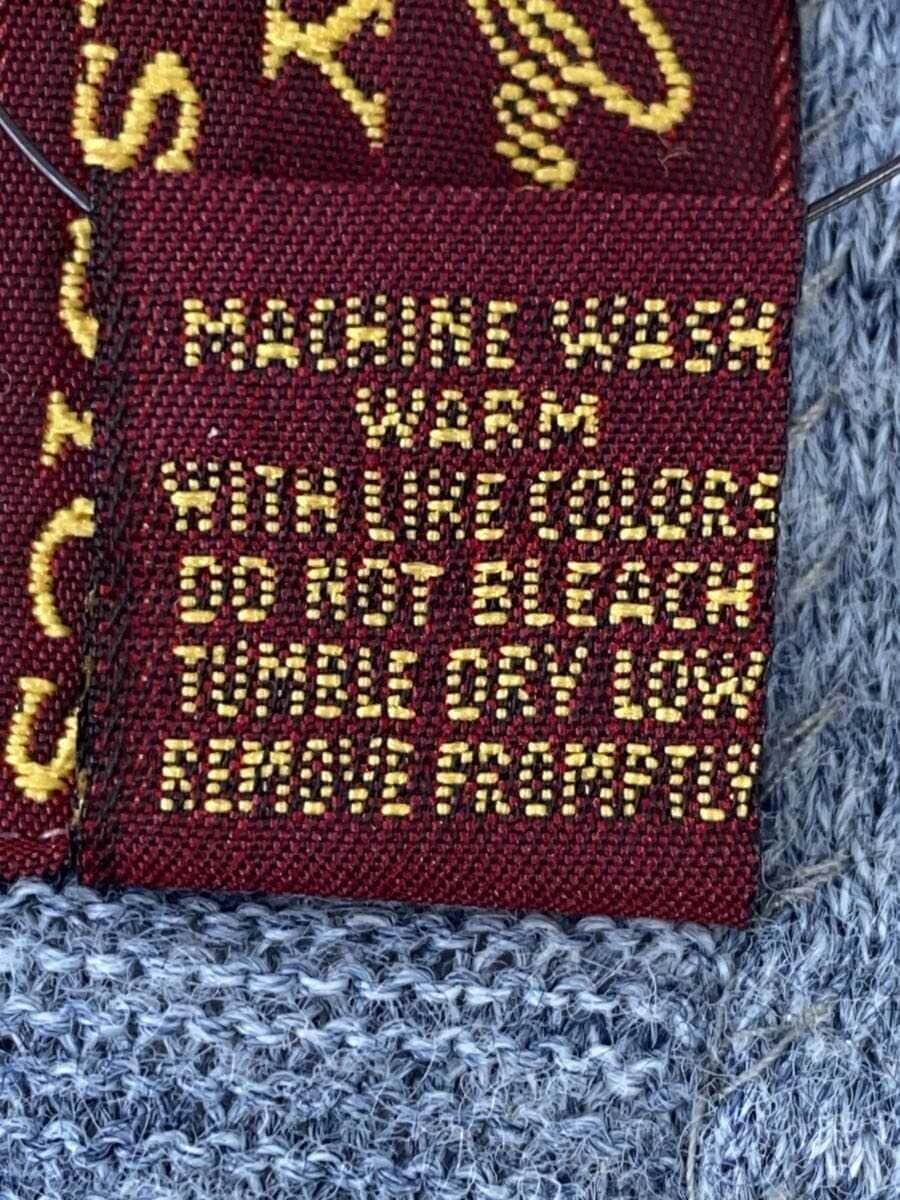 MACHINE WASH
WARM
WITH LIKE COLORS
DO NOT BLEACH
TUMBLE DRY LOW
REMOVE PROMPTLY